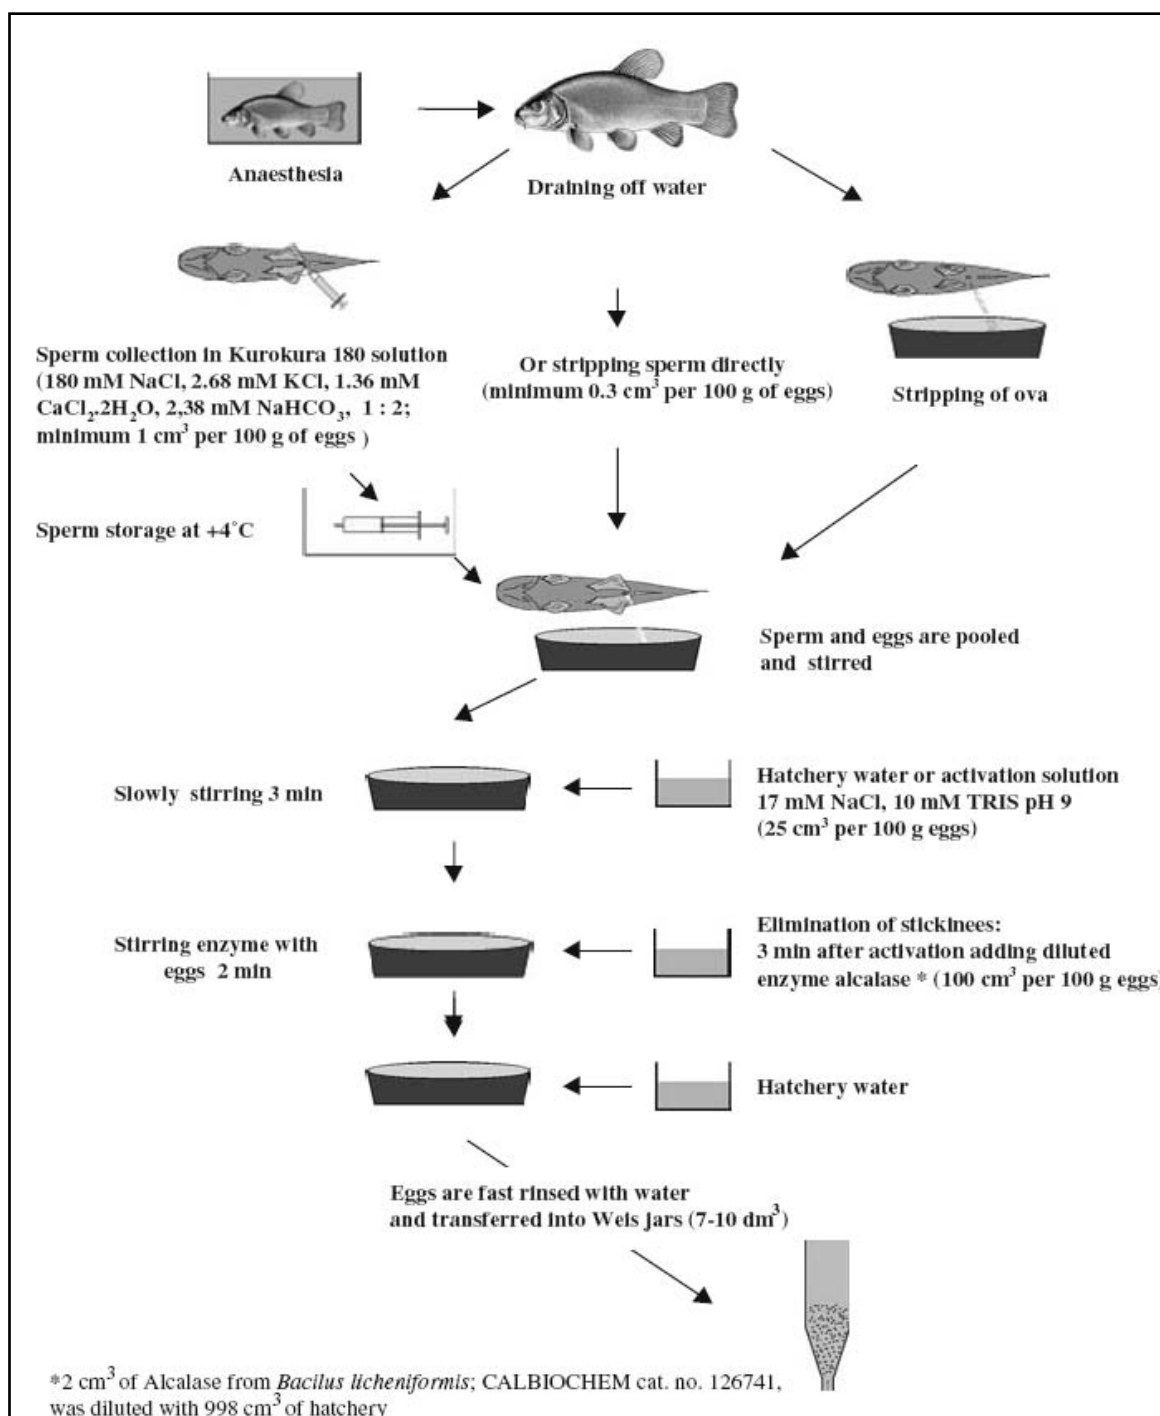 Anaesthesia
Draining off water
Sperm collection in Kurokura 180 solution
(180 mM NaCl, 2.68 mM KCl, 1.36 mM
CaCl₂.2H₂O, 2,38 mM NaHCO₃, 1 : 2;
minimum 1 cm³ per 100 g of eggs )
Or stripping sperm directly
(minimum 0.3 cm³ per 100 g of eggs)
Stripping of ova
Sperm storage at +4°C
Sperm and eggs are pooled
and stirred
Slowly stirring 3 min
Hatchery water or activation solution
17 mM NaCl, 10 mM TRIS pH 9
(25 cm³ per 100 g eggs)
Stirring enzyme with
eggs 2 min
Elimination of stickinees:
3 min after activation adding diluted
enzyme alcalase * (100 cm³ per 100 g eggs)
Hatchery water
Eggs are fast rinsed with water
and transferred into Weis jars (7-10 dm³)
*2 cm³ of Alcalase from Bacilus licheniformis; CALBIOCHEM cat. no. 126741,
was diluted with 998 cm³ of hatchery